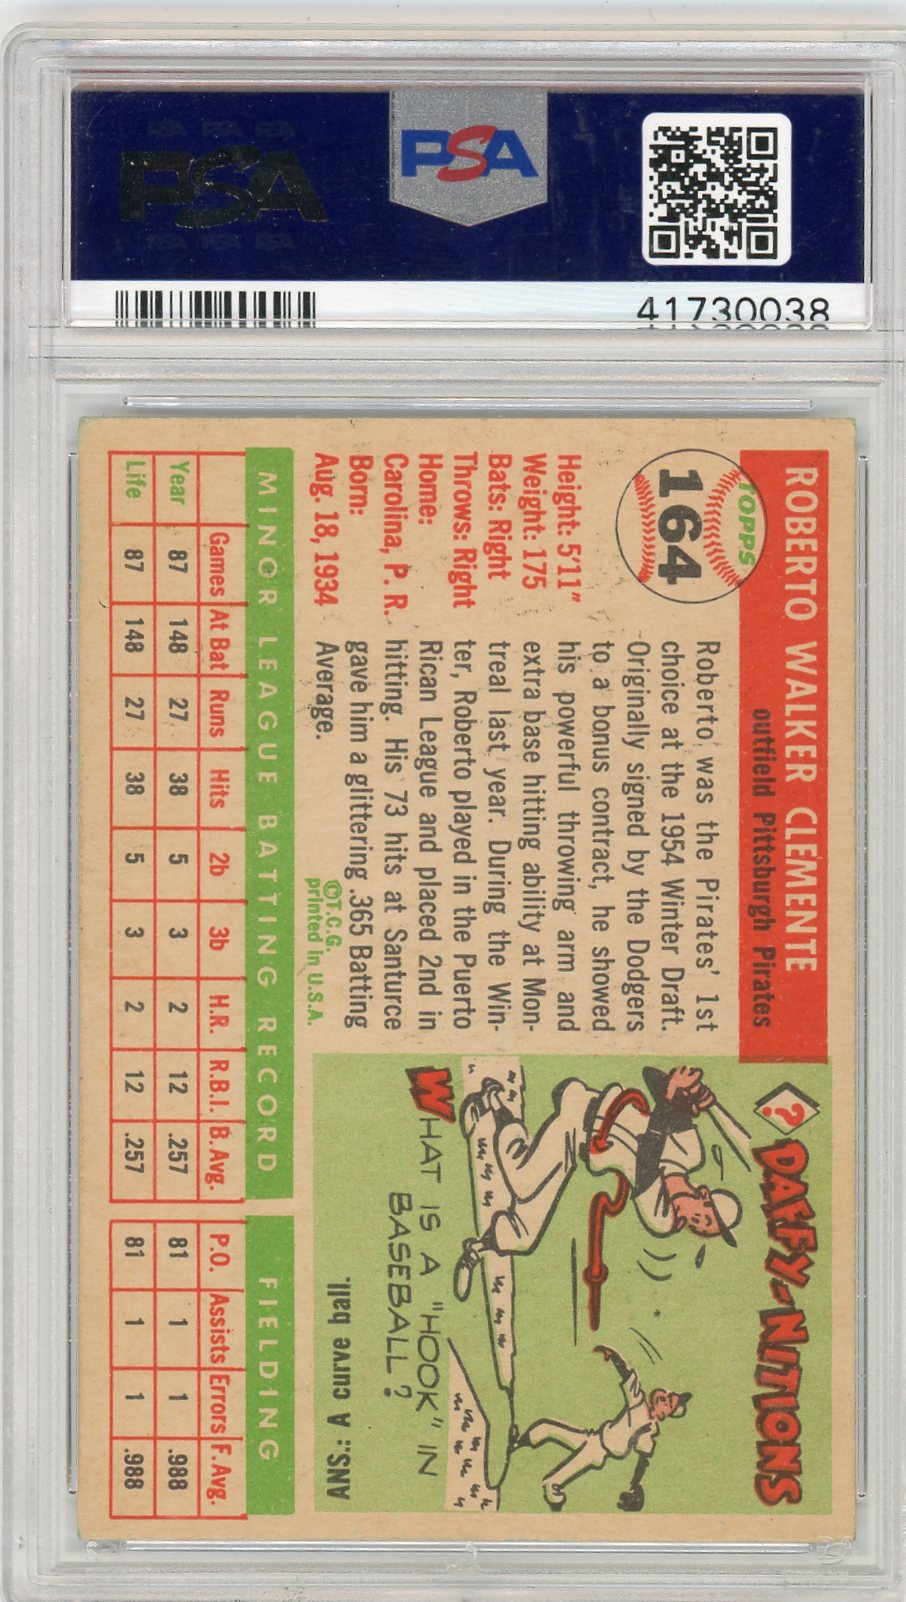 PSA PSA PSA
PSA
PSA PSA PSA
PSA
41730038
TOPPS
164
ROBERTO WALKER CLEMENTE
outfield Pittsburgh Pirates
Height: 5'11"
Weight: 175
Bats: Right
Throws: Right
Home:
Carolina, P. R.
Born:
Aug. 18, 1934
Roberto was the Pirates' 1st
choice at the 1954 Winter Draft.
Originally signed by the Dodgers
to a bonus contract, he showed
his powerful throwing arm and
extra base hitting ability at Mon-
treal last year. During the Win-
ter, Roberto played in the Puerto
Rican League and placed 2nd in
hitting. His 73 hits at Santurce
gave him a glittering .365 Batting
Average.
©T.C.G.
printed in U.S.A.
? DAFFY-NITIONS
WHAT IS A "HOOK" IN
BASEBALL?
ANS.: A curve ball.
MINOR LEAGUE BATTING RECORD FIELDING
Games At Bat Runs Hits 2b 3b H.R. R.B.I. B.Avg. P.O. Assists Errors F.Avg.
Year 87 148 27 38 5 3 2 12 .257 81 1 1 .988
Life 87 148 27 38 5 3 2 12 .257 81 1 1 .988